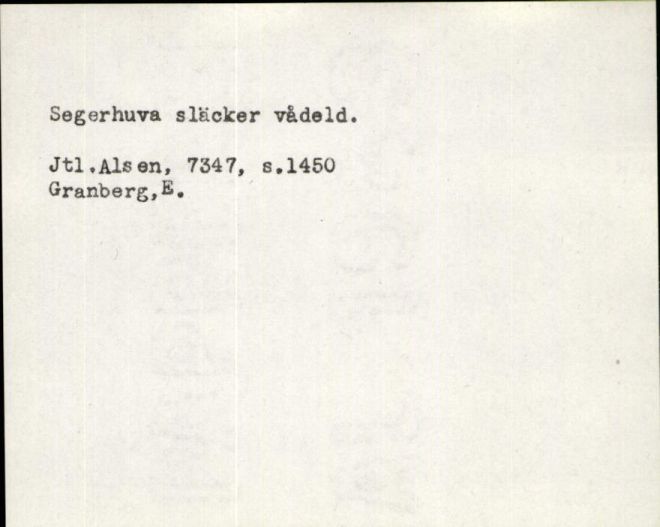 Segerhuva släcker vådeld.
Jtl.Alsen, 7347, s.1450
Granberg,E.